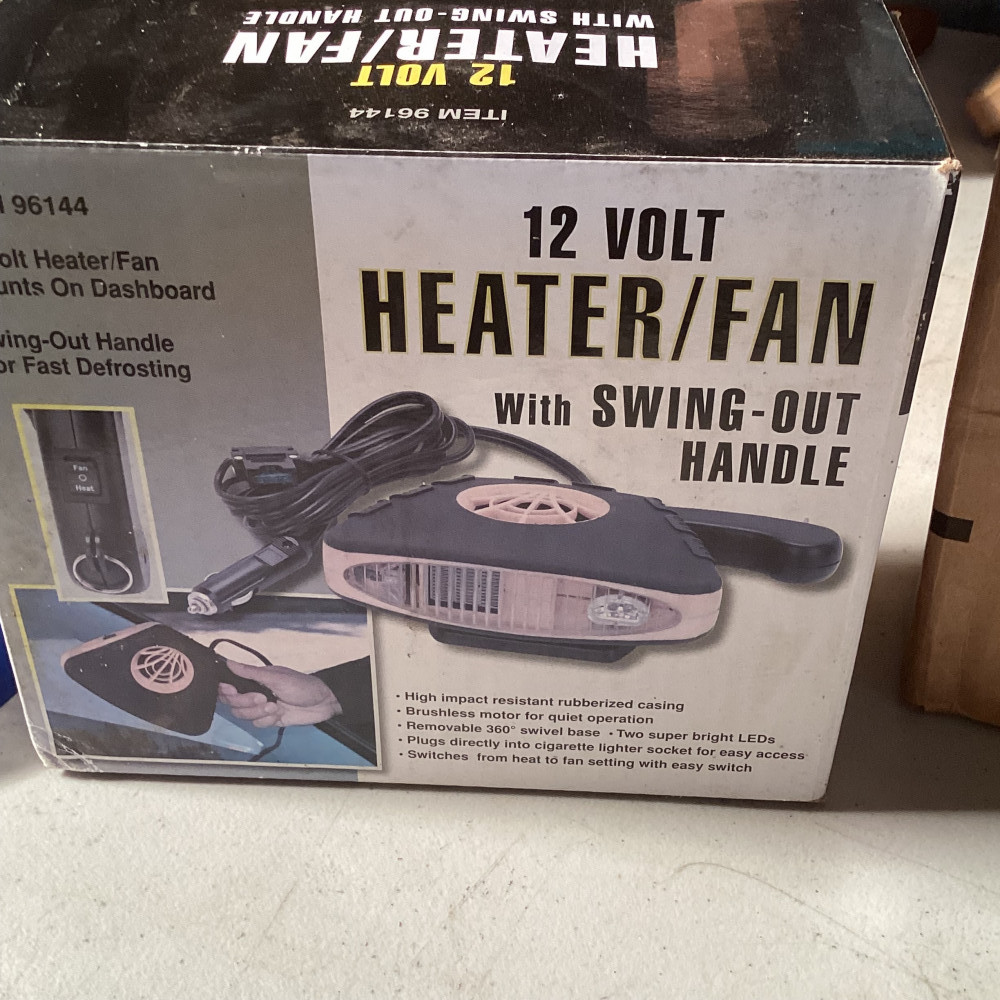 WITH SWING-OUT HANDLE
HEATER/FAN
12 VOLT
ITEM 96144
96144
olt Heater/Fan
unts On Dashboard
wing-Out Handle
or Fast Defrosting
Fan
O
Heat
12 VOLT
HEATER/FAN
With SWING-OUT
HANDLE
• High impact resistant rubberized casing
• Brushless motor for quiet operation
• Removable 360° swivel base • Two super bright LEDs
• Plugs directly into cigarette lighter socket for easy access
• Switches from heat to fan setting with easy switch